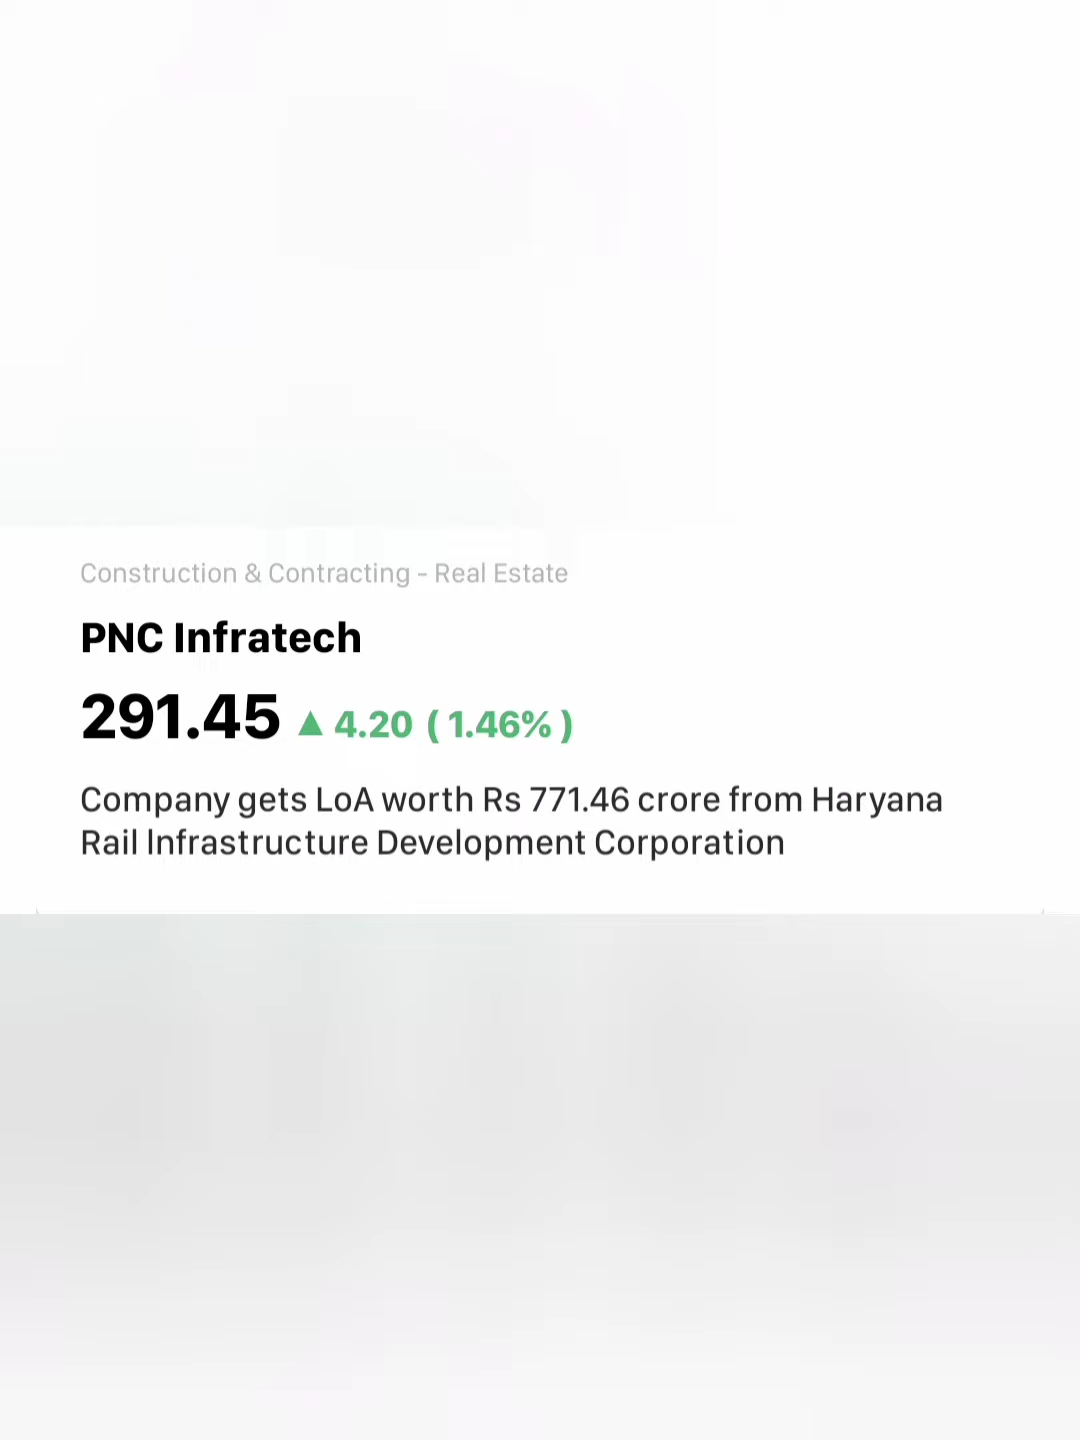 Construction & Contracting - Real Estate
PNC Infratech
291.45 ▲ 4.20 ( 1.46% )
Company gets LoA worth Rs 771.46 crore from Haryana
Rail Infrastructure Development Corporation